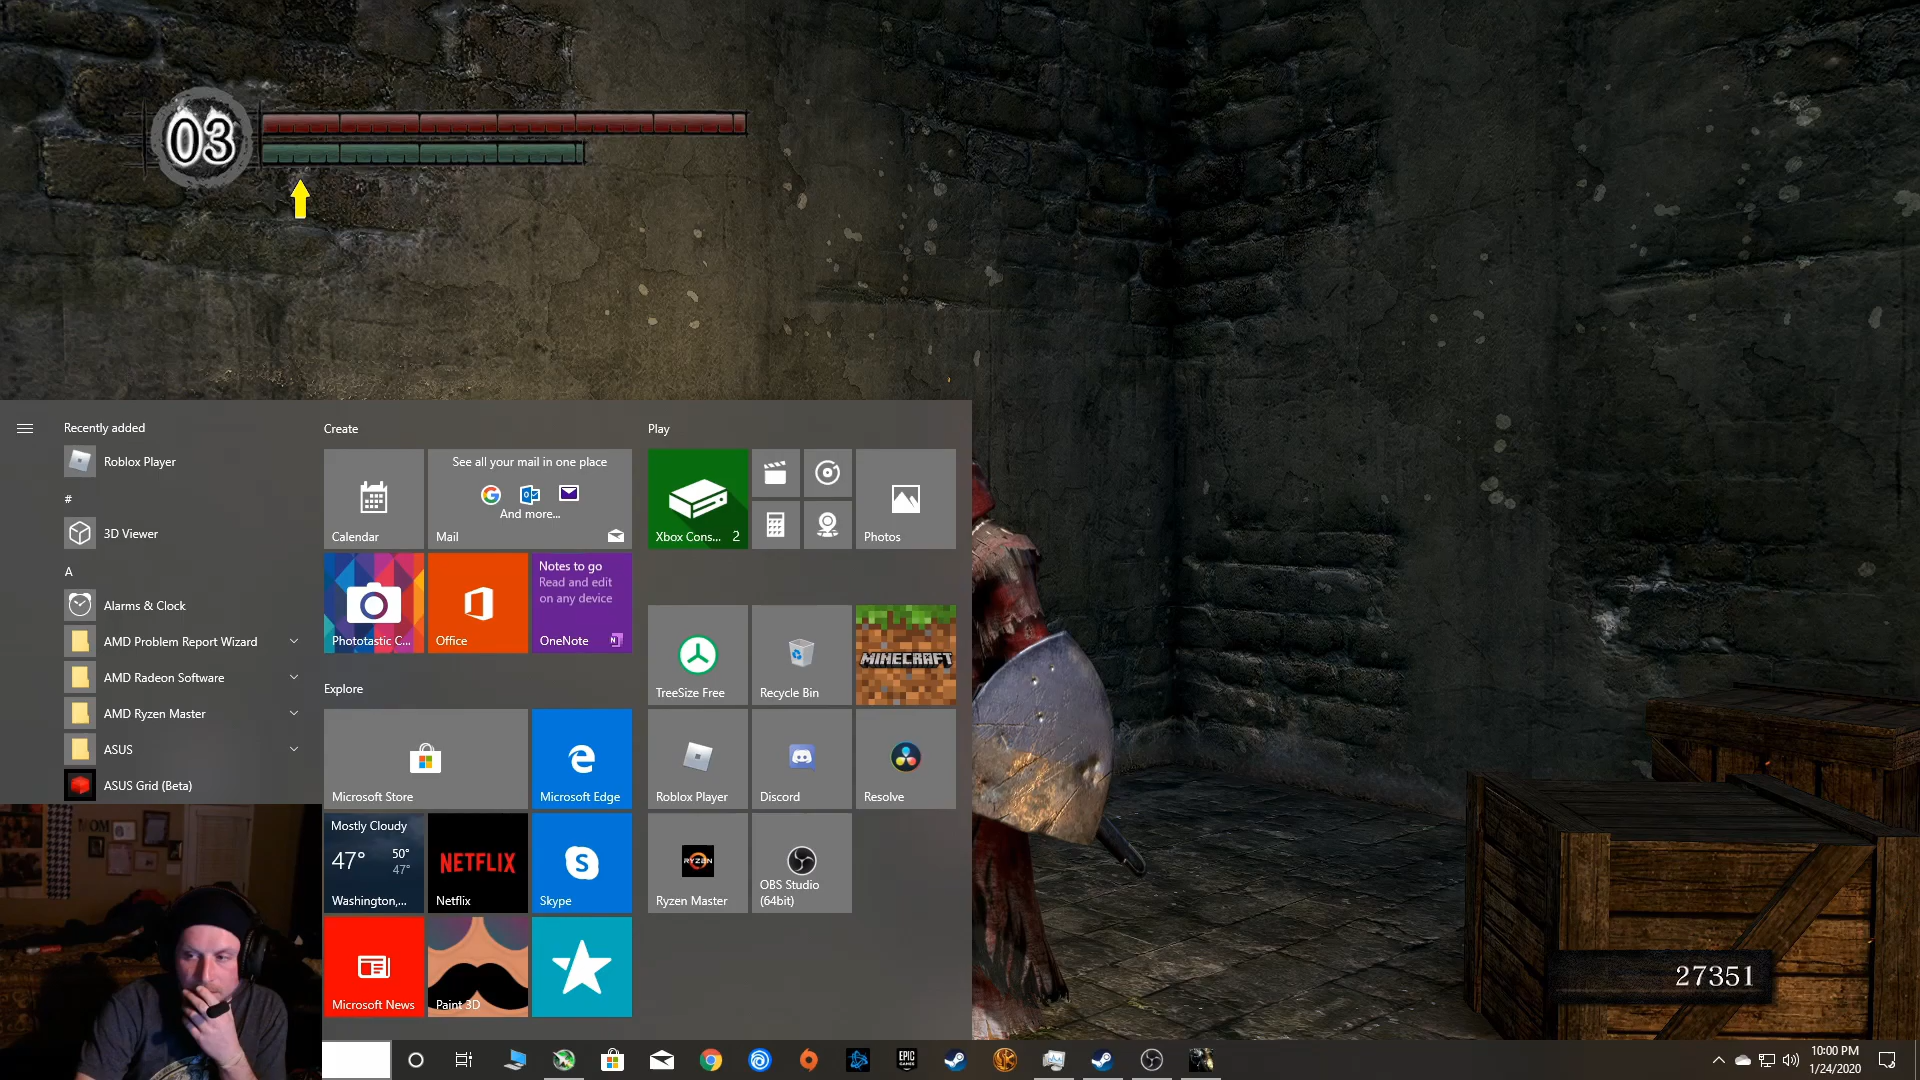 03
Recently added
Roblox Player
#
3D Viewer
A
Alarms & Clock
AMD Problem Report Wizard
AMD Radeon Software
AMD Ryzen Master
ASUS
ASUS Grid (Beta)
Create
Calendar
See all your mail in one place
And more...
Mail
Phototastic C...
Office
Notes to go
Read and edit
on any device
OneNote
Explore
Microsoft Store
Microsoft Edge
Mostly Cloudy
47° 50°
47°
Washington,...
NETFLIX
Netflix
Skype
Microsoft News
Paint 3D
Play
Xbox Cons... 2
Photos
TreeSize Free
Recycle Bin
MINECRAFT
Roblox Player
Discord
Resolve
RYZEN
Ryzen Master
OBS Studio
(64bit)
MOM
27351
EPIC
GAMES
10:00 PM
1/24/2020